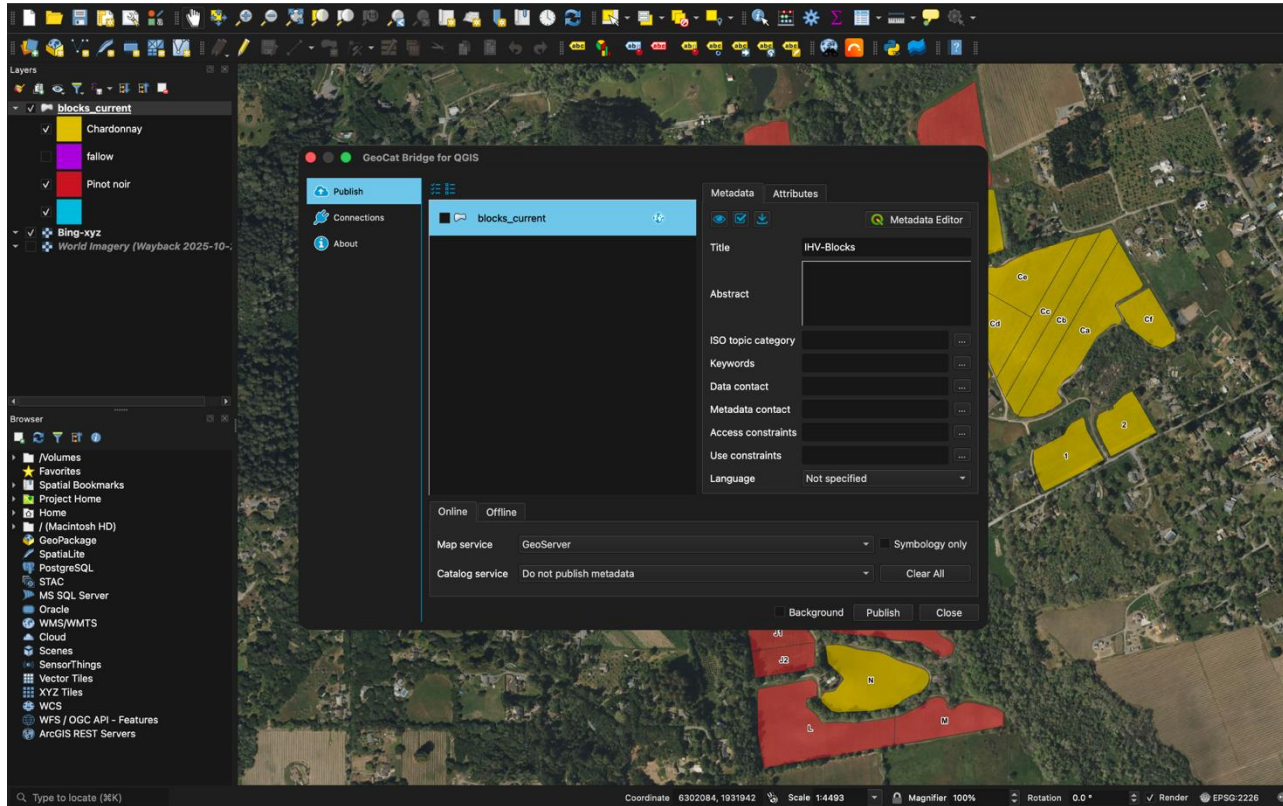 Layers
blocks_current
Chardonnay
fallow
Pinot noir
Bing-xyz
World Imagery (Wayback 2025-10-
Browser
/Volumes
Favorites
Spatial Bookmarks
Project Home
Home
/ (Macintosh HD)
GeoPackage
SpatiaLite
PostgreSQL
STAC
MS SQL Server
Oracle
WMS/WMTS
Cloud
Scenes
SensorThings
Vector Tiles
XYZ Tiles
WCS
WFS / OGC API - Features
ArcGIS REST Servers
GeoCat Bridge for QGIS
Publish
Connections
About
blocks_current
Metadata Attributes
Metadata Editor
Title IHV-Blocks
Abstract
ISO topic category ...
Keywords ...
Data contact ...
Metadata contact ...
Access constraints ...
Use constraints ...
Language Not specified
Online Offline
Map service GeoServer Symbology only
Catalog service Do not publish metadata Clear All
Background Publish Close
Ce
Cd
Cc
Cb
Ca
Cf
1
2
J1
J2
N
L
M
Type to locate (⌘K) Coordinate 6302084, 1931942 Scale 1:4493 Magnifier 100% Rotation 0.0 ° Render EPSG:2226